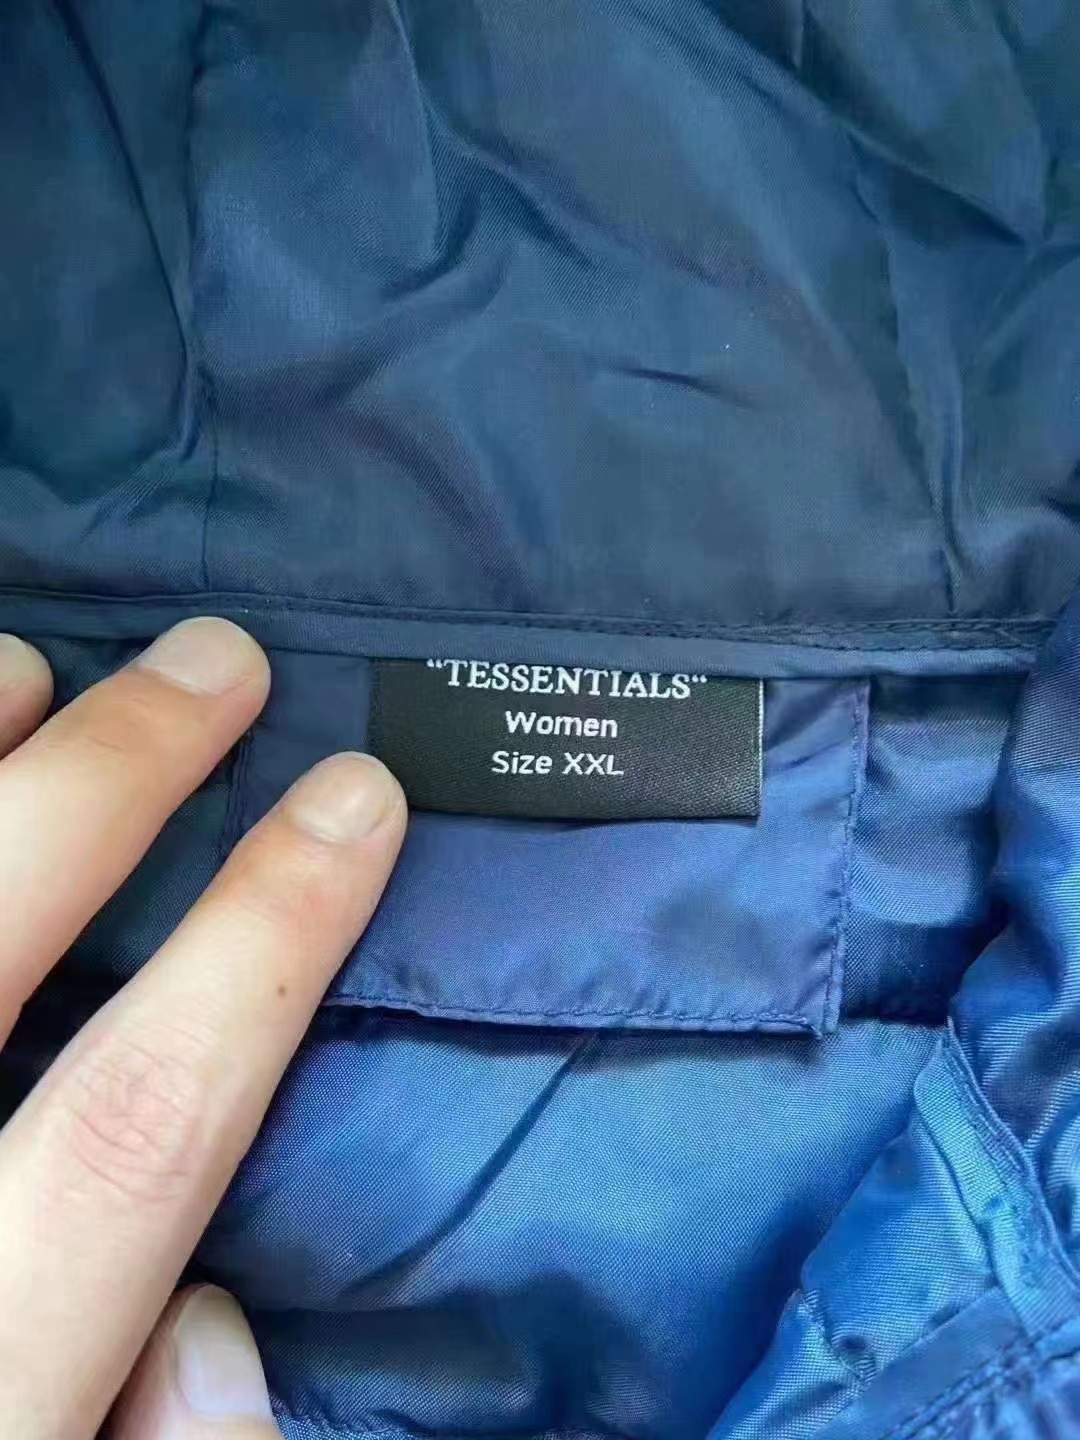 “TESSENTIALS“
Women
Size XXL